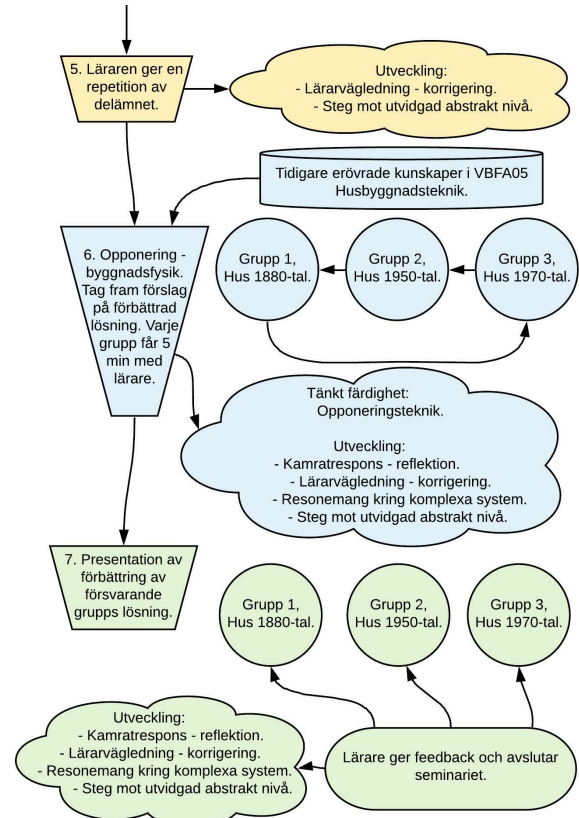 5. Läraren ger en
repetition av
delämnet.
Utveckling:
- Lärarvägledning - korrigering.
- Steg mot utvidgad abstrakt nivå.
Tidigare erövrade kunskaper i VBFA05
Husbyggnadsteknik.
6. Opponering -
byggnadsfysik.
Tag fram förslag
på förbättrad
lösning. Varje
grupp får 5
min med
lärare.
Grupp 1,
Hus 1880-tal.
Grupp 2,
Hus 1950-tal.
Grupp 3,
Hus 1970-tal.
Tänkt färdighet:
Opponeringsteknik.
Utveckling:
- Kamratrespons - reflektion.
- Lärarvägledning - korrigering.
- Resonemang kring komplexa system.
- Steg mot utvidgad abstrakt nivå.
7. Presentation av
förbättring av
försvarande
grupps lösning.
Grupp 1,
Hus 1880-tal.
Grupp 2,
Hus 1950-tal.
Grupp 3,
Hus 1970-tal.
Utveckling:
- Kamratrespons - reflektion.
- Lärarvägledning - korrigering.
- Resonemang kring komplexa system.
- Steg mot utvidgad abstrakt nivå.
Lärare ger feedback och avslutar
seminariet.